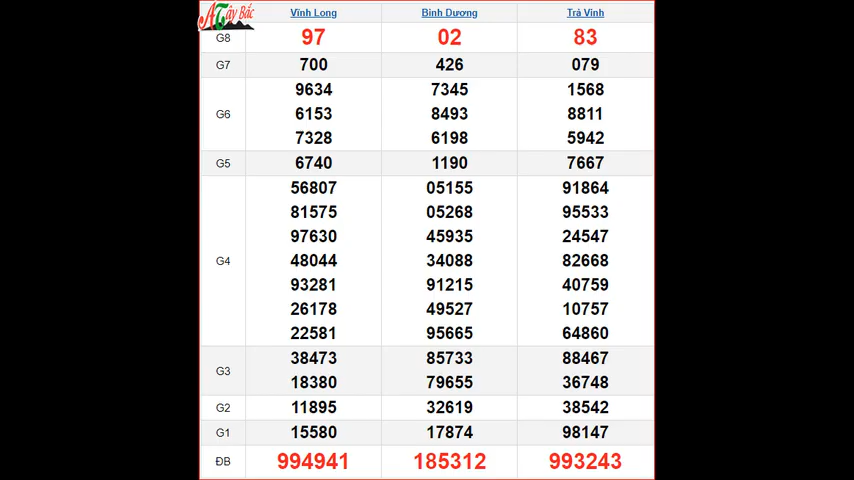 A Tây Bắc
Vĩnh Long Bình Dương Trà Vinh
G8 97 02 83
G7 700 426 079
9634 7345 1568
G6 6153 8493 8811
7328 6198 5942
G5 6740 1190 7667
56807 05155 91864
81575 05268 95533
97630 45935 24547
G4 48044 34088 82668
93281 91215 40759
26178 49527 10757
22581 95665 64860
G3 38473 85733 88467
18380 79655 36748
G2 11895 32619 38542
G1 15580 17874 98147
ĐB 994941 185312 993243